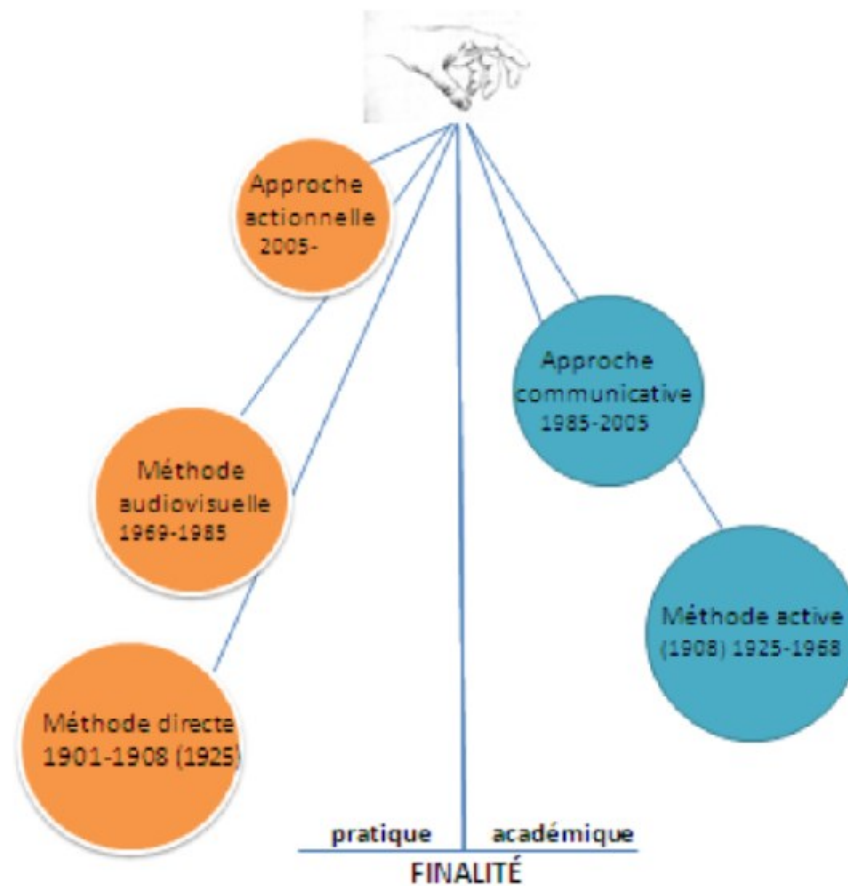 Approche
actionnelle
2005-
Approche
communicative
1985-2005
Méthode
audiovisuelle
1969-1985
Méthode active
(1908) 1925-1968
Méthode directe
1901-1908 (1925)
pratique
académique
FINALITÉ